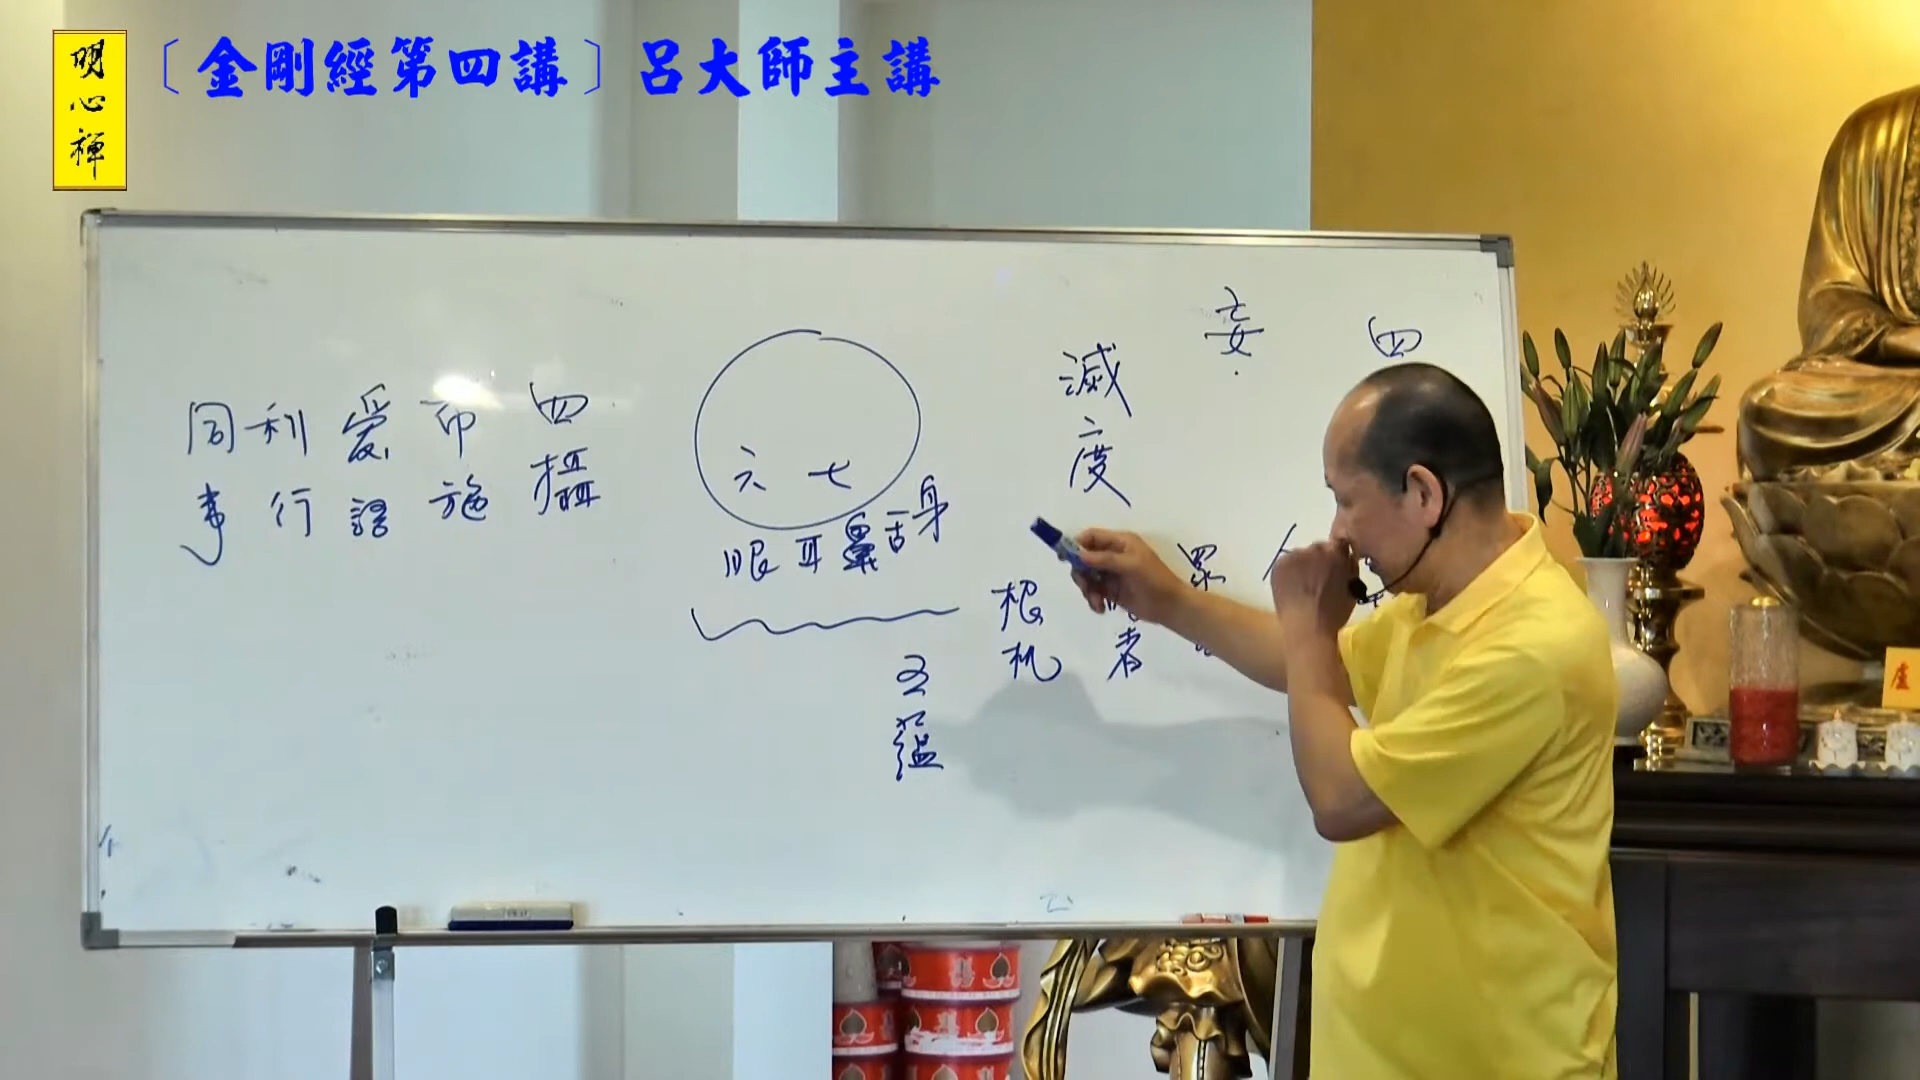 明心禪
〔金剛經第四講〕呂大師主講
四
妄
滅度
眾
者
根机
六 七
眼耳鼻舌身
五蘊
四攝
布施
愛語
利行
同事